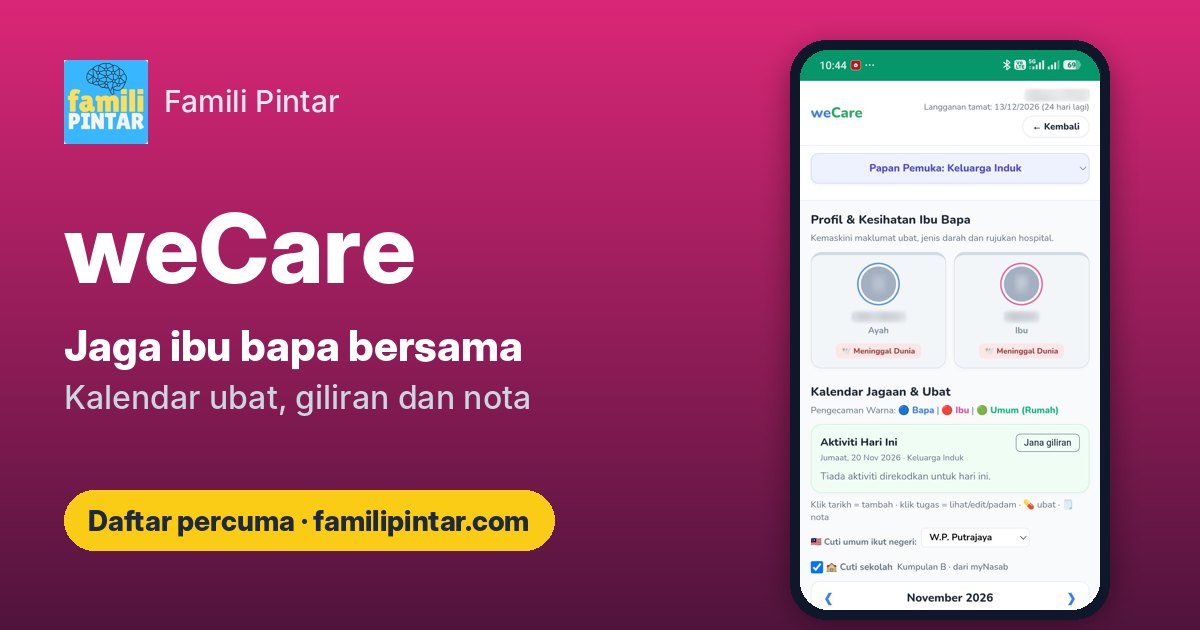 famili
PINTAR
Famili Pintar
weCare
Jaga ibu bapa bersama
Kalendar ubat, giliran dan nota
Daftar percuma · familipintar.com
10:44
69
weCare
Langganan tamat: 13/12/2026 (24 hari lagi)
← Kembali
Papan Pemuka: Keluarga Induk
Profil & Kesihatan Ibu Bapa
Kemaskini maklumat ubat, jenis darah dan rujukan hospital.
Ayah
Ibu
🕊️ Meninggal Dunia
🕊️ Meninggal Dunia
Kalendar Jagaan & Ubat
Pengecaman Warna: 🔵 Bapa | 🔴 Ibu | 🟢 Umum (Rumah)
Aktiviti Hari Ini
Jana giliran
Jumaat, 20 Nov 2026 · Keluarga Induk
Tiada aktiviti direkodkan untuk hari ini.
Klik tarikh = tambah · klik tugas = lihat/edit/padam · 💊 ubat · 🗒️
nota
🇲🇾 Cuti umum ikut negeri: W.P. Putrajaya
🏫 Cuti sekolah Kumpulan B · dari myNasab
❮ November 2026 ❯